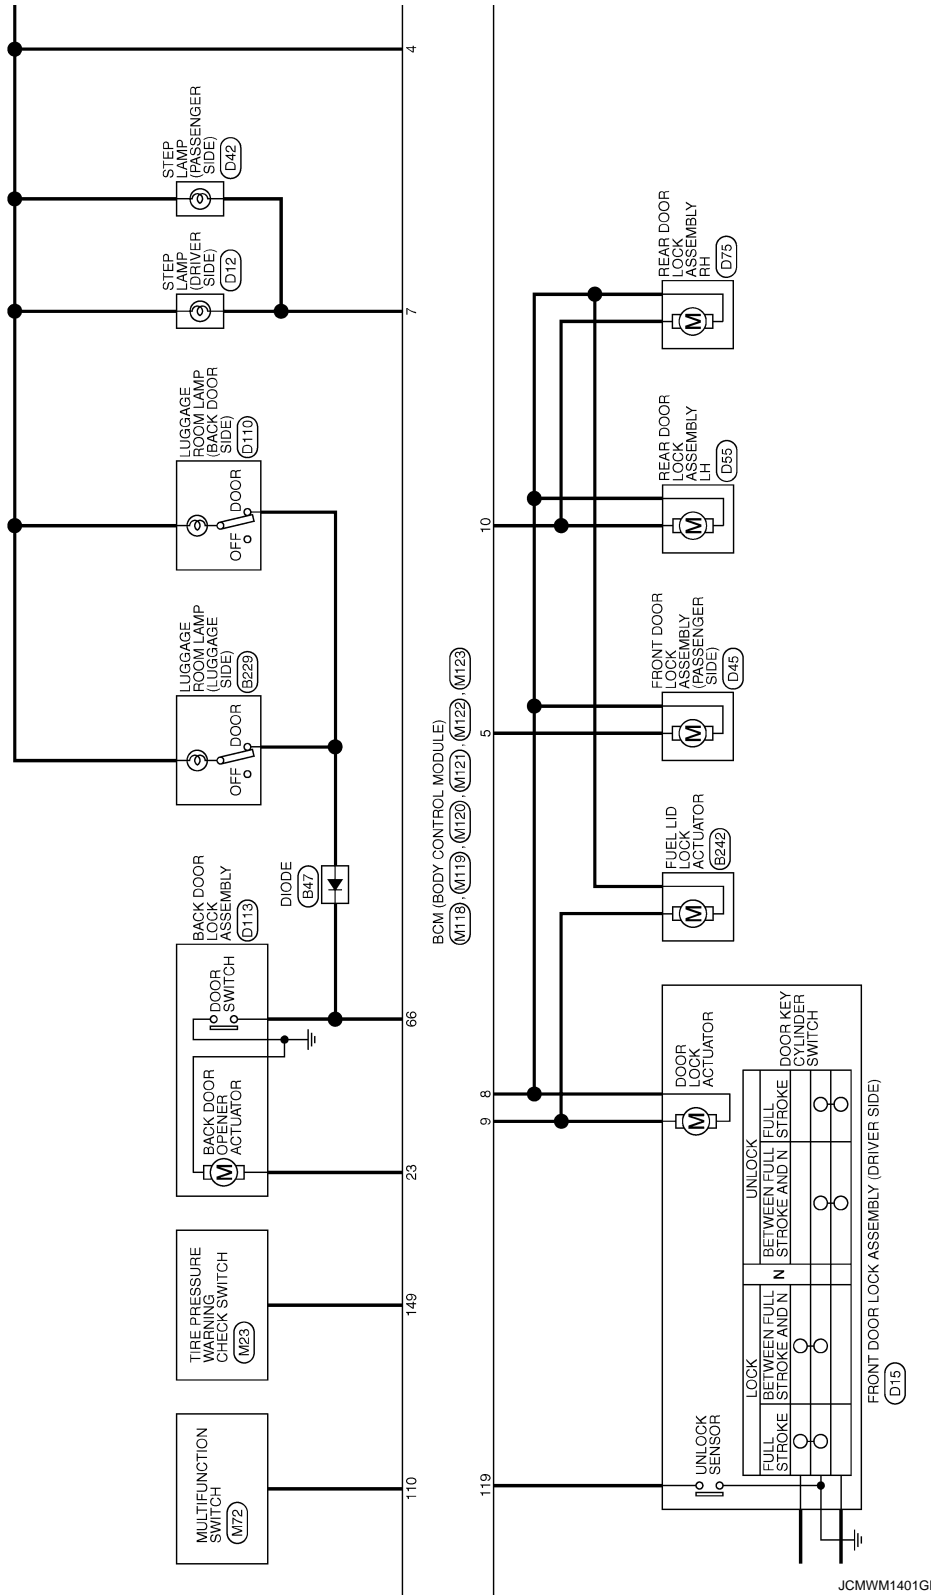 MULTIFUNCTION
SWITCH
M72
110
TIRE PRESSURE
WARNING
CHECK SWITCH
M23
149
BACK DOOR
LOCK
ASSEMBLY
D113
BACK DOOR
OPENER
ACTUATOR
M
DOOR
SWITCH
23
66
DIODE
B47
LUGGAGE
ROOM LAMP
(LUGGAGE
SIDE)
B229
OFF
DOOR
LUGGAGE
ROOM LAMP
(BACK DOOR
SIDE)
D110
OFF
DOOR
STEP
LAMP
(DRIVER
SIDE)
D12
7
STEP
LAMP
(PASSENGER
SIDE)
D42
4
BCM (BODY CONTROL MODULE)
M118 , M119 , M120 , M121 , M122 , M123
119
9
8
5
10
UNLOCK
SENSOR
LOCK
FULL
STROKE
BETWEEN FULL
STROKE AND N
N
UNLOCK
BETWEEN FULL
STROKE AND N
FULL
STROKE
DOOR KEY
CYLINDER
SWITCH
DOOR
LOCK
ACTUATOR
M
FRONT DOOR LOCK ASSEMBLY (DRIVER SIDE)
D15
FUEL LID
LOCK
ACTUATOR
B242
M
FRONT DOOR
LOCK
ASSEMBLY
(PASSENGER
SIDE)
D45
M
REAR DOOR
LOCK
ASSEMBLY
LH
D55
M
REAR DOOR
LOCK
ASSEMBLY
RH
D75
M